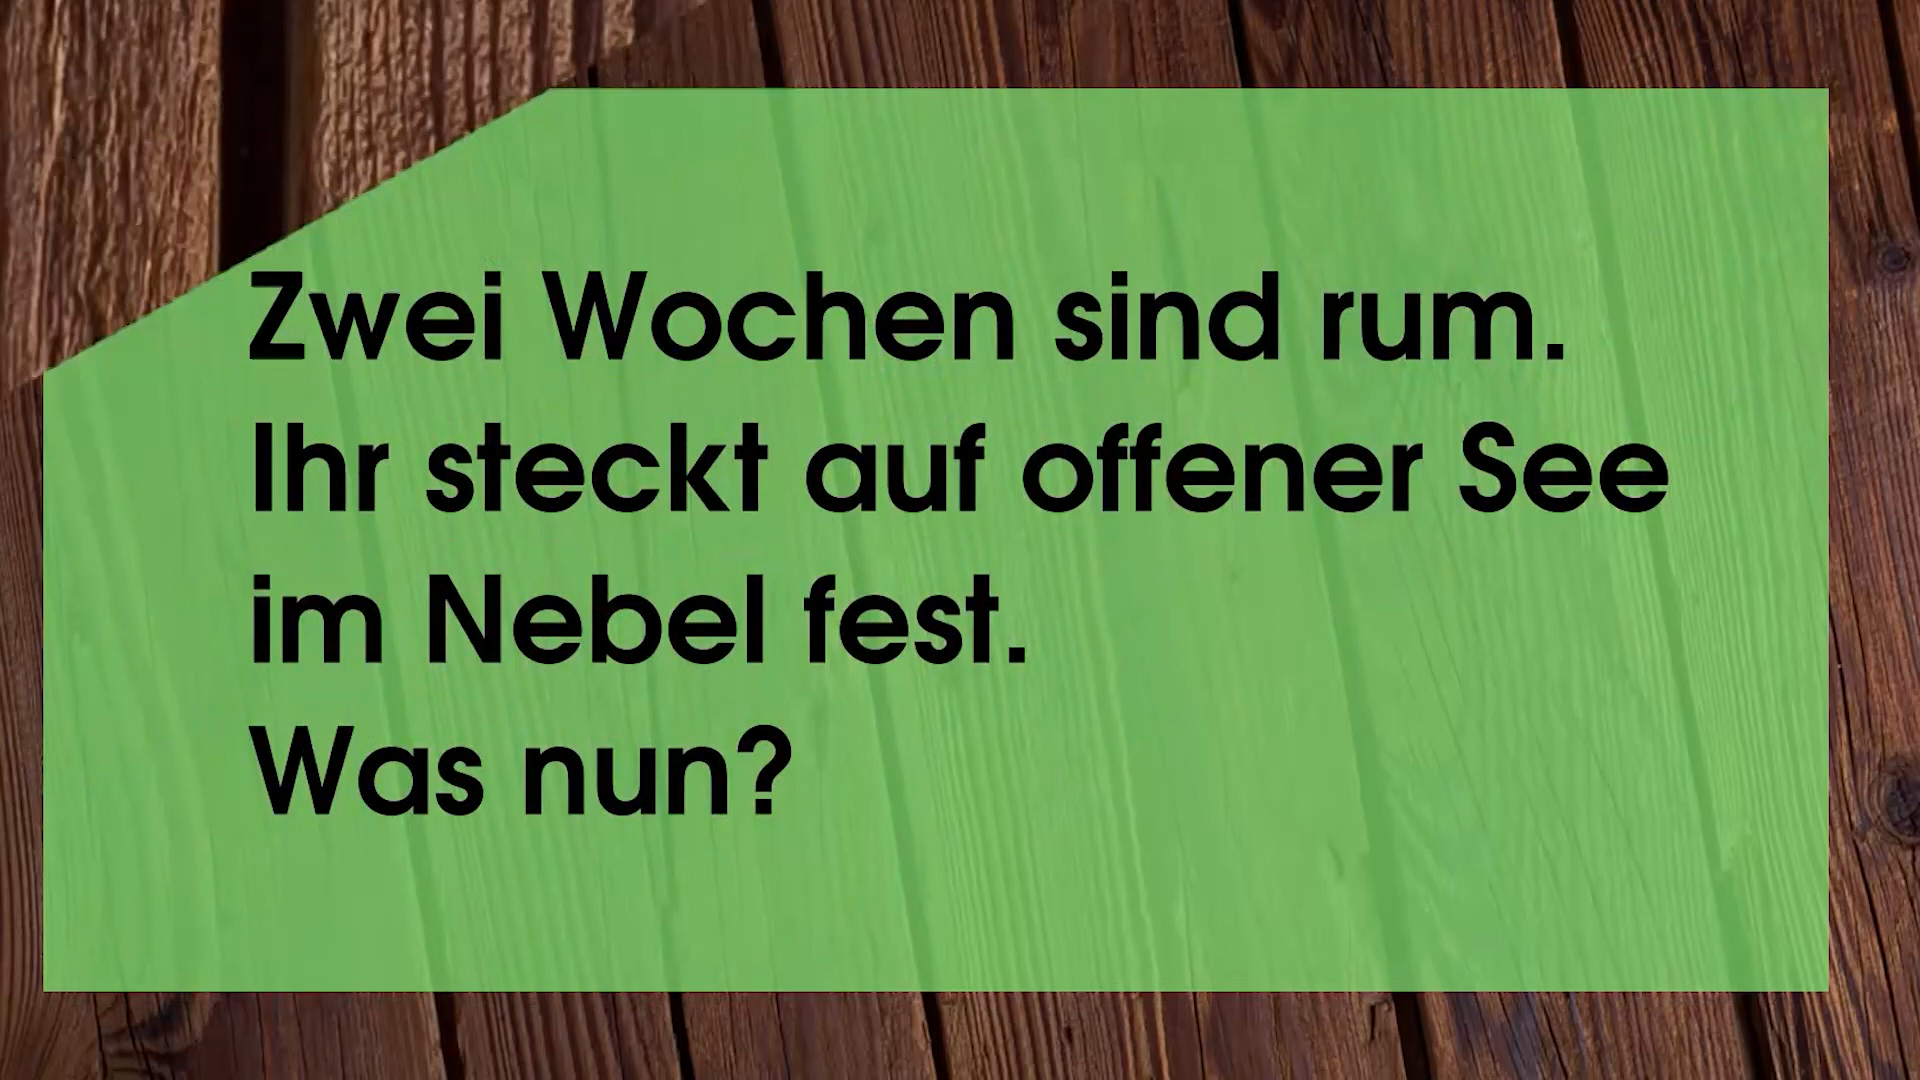 Zwei Wochen sind rum.
Ihr steckt auf offener See
im Nebel fest.
Was nun?